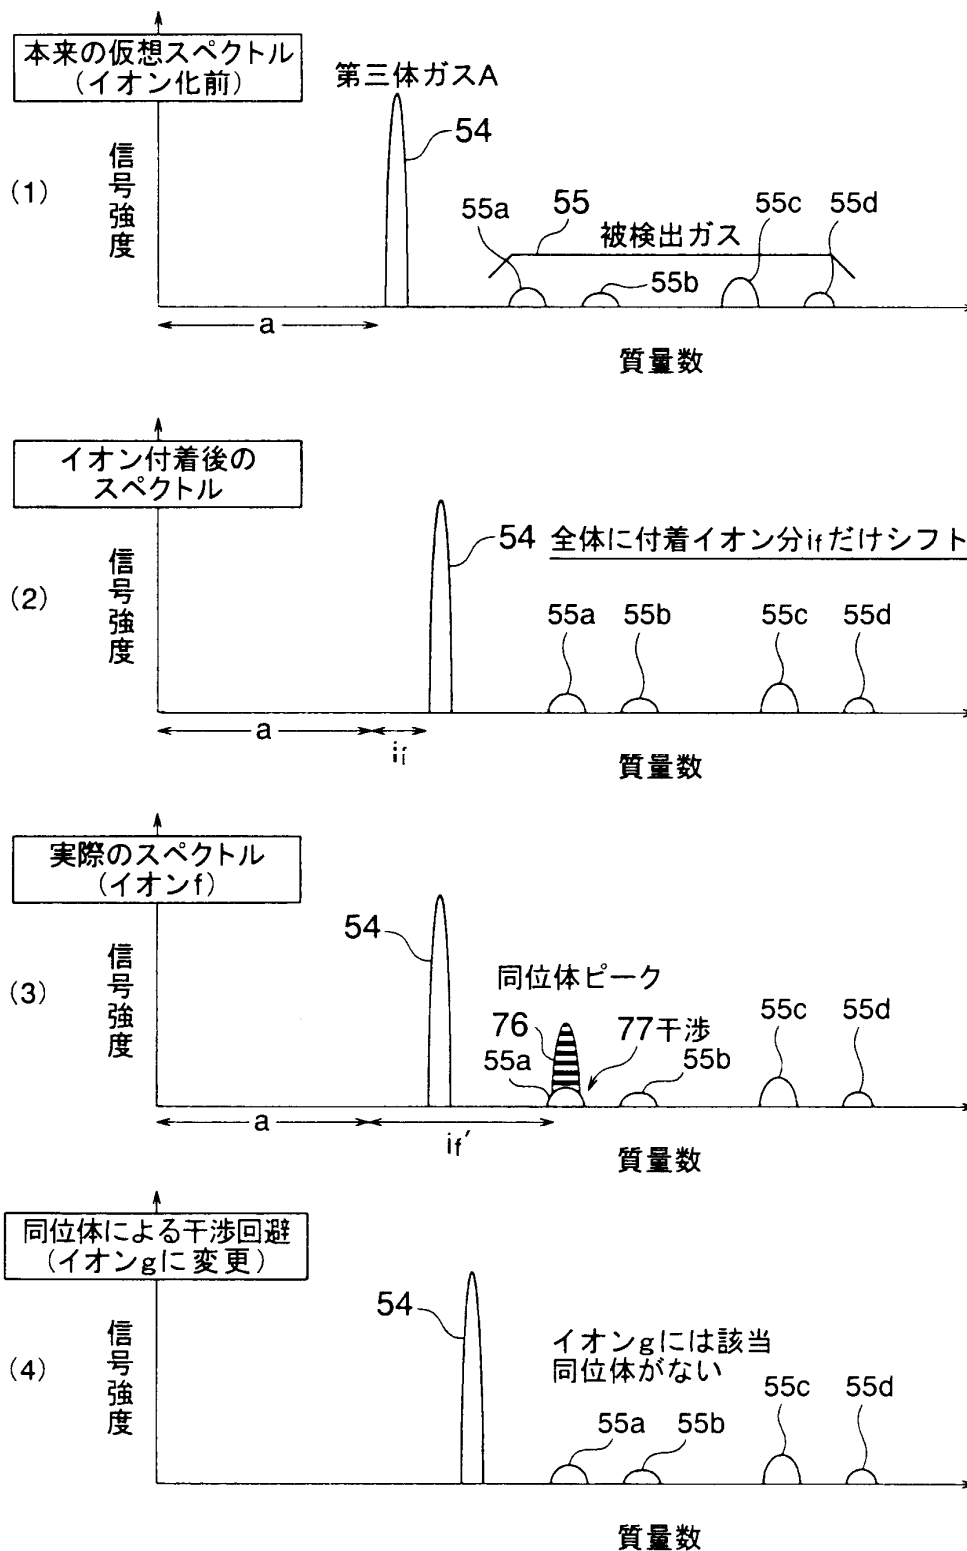 本来の仮想スペクトル
(イオン化前)
第三体ガスA
54
(1)
信号強度
55a
55
被検出ガス
55c
55d
55b
a
質量数
イオン付着後の
スペクトル
54
全体に付着イオン分ifだけシフト
(2)
信号強度
55a
55b
55c
55d
a
if
質量数
実際のスペクトル
(イオンf)
54
(3)
信号強度
同位体ピーク
76
77干渉
55a
55b
55c
55d
a
if′
質量数
同位体による干渉回避
(イオンgに変更)
54
(4)
信号強度
イオンgには該当
同位体がない
55a
55b
55c
55d
質量数